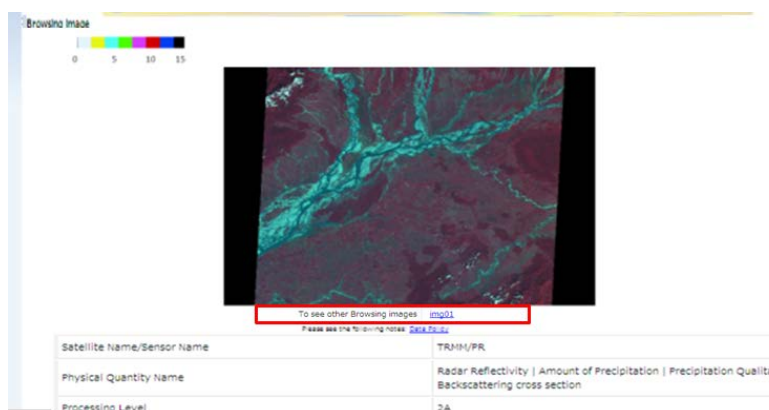 Browsing Image
0 5 10 15
To see other Browsing images img01
Please see the following notes Data Policy
Satellite Name/Sensor Name TRMM/PR
Physical Quantity Name Radar Reflectivity | Amount of Precipitation | Precipitation Qualita
Backscattering cross section
Processing Level 2A